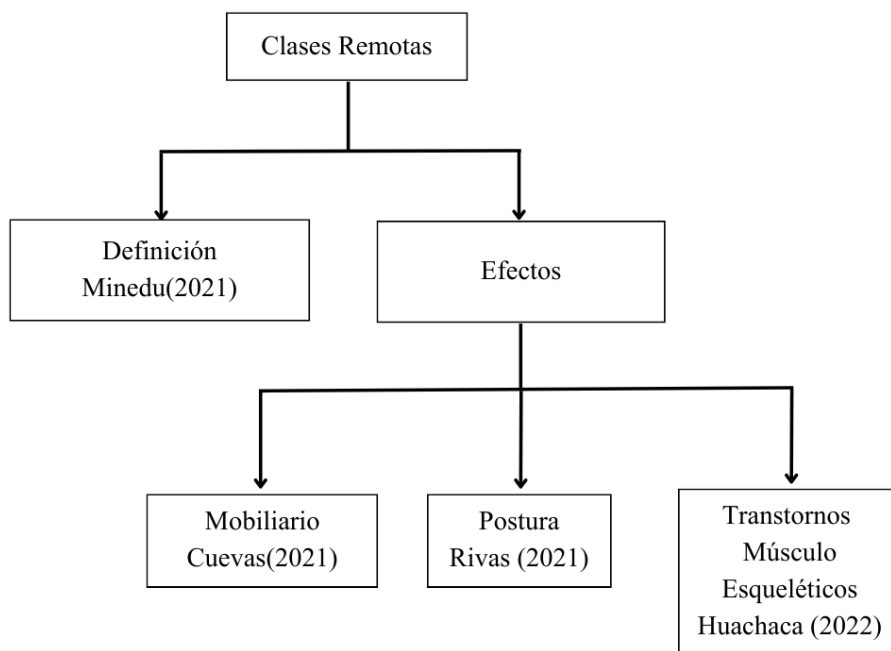 Clases Remotas
Definición
Minedu(2021)
Efectos
Mobiliario
Cuevas(2021)
Postura
Rivas (2021)
Transtornos
Músculo
Esqueléticos
Huachaca (2022)